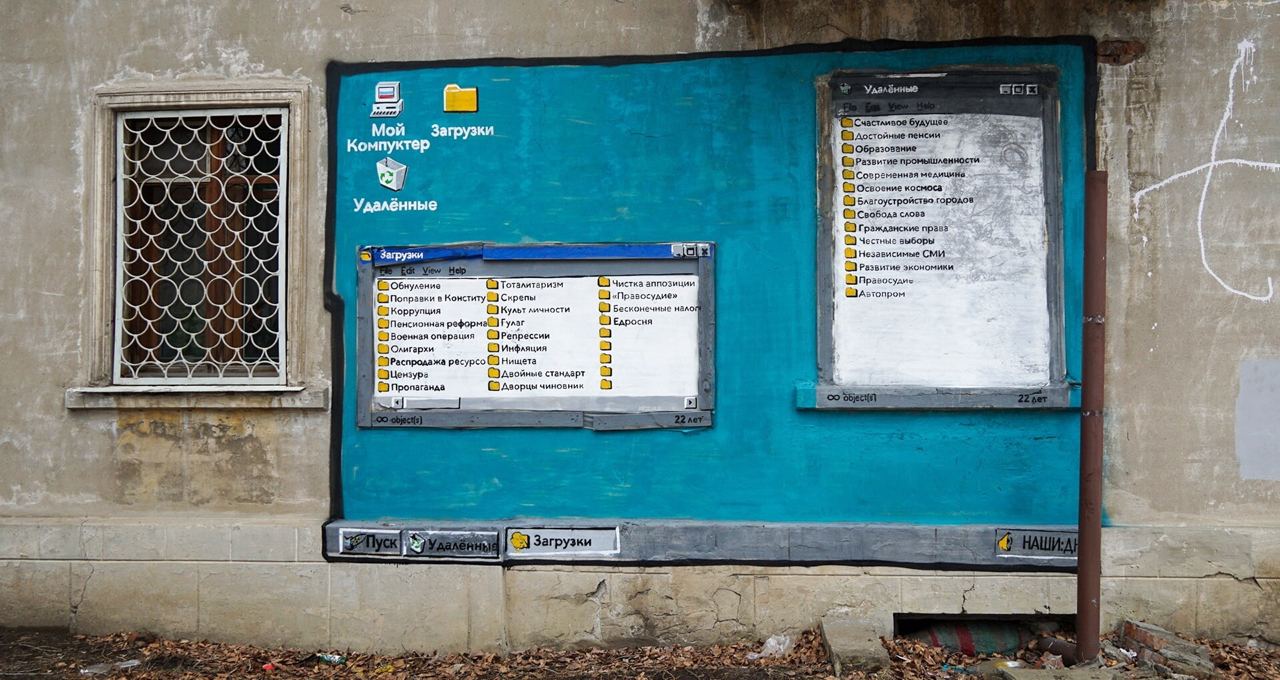 Мой
Компуктер
Загрузки
Удалённые
Загрузки
File Edit View Help
Обнуление
Поправки в Конститу
Коррупция
Пенсионная реформа
Военная операция
Олигархи
Распродажа ресурсо
Цензура
Пропаганда
Тоталитаризм
Скрепы
Культ личности
Гулаг
Репрессии
Инфляция
Нищета
Двойные стандарт
Дворцы чиновник
Чистка аппозиции
«Правосудие»
Бесконечные налог
Едросня
∞ object(s)
22 лет
Удалённые
File Edit View Help
Счастливое будущее
Достойные пенсии
Образование
Развитие промышленности
Современная медицина
Освоение космоса
Благоустройство городов
Свобода слова
Гражданские права
Честные выборы
Независимые СМИ
Развитие экономики
Правосудие
Автопром
∞ object(s)
22 лет
Пуск
Удалённые
Загрузки
НАШИ:ДН